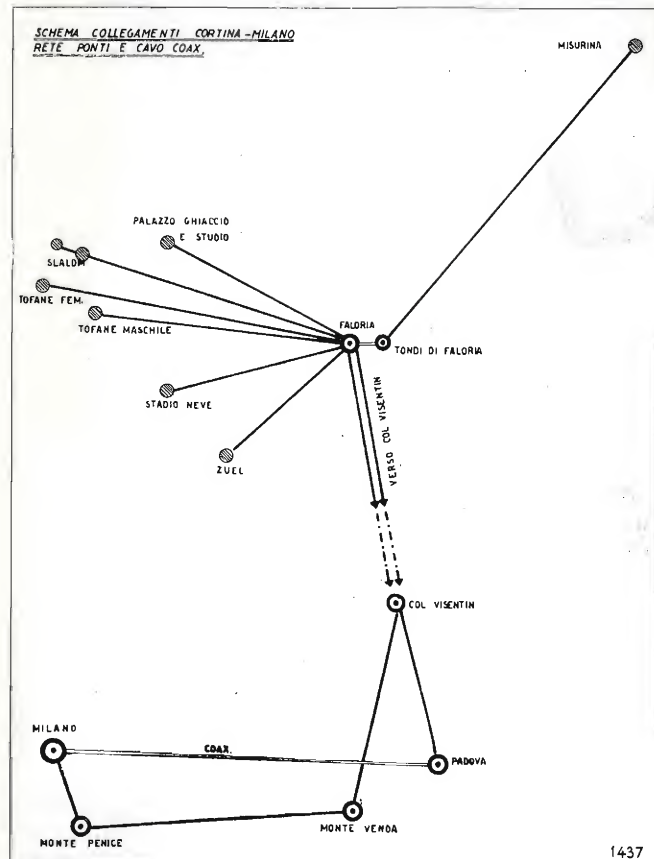 SCHEMA COLLEGAMENTI CORTINA-MILANO
RETE PONTI E CAVO COAX.
MISURINA
PALAZZO GHIACCIO
E STUDIO
SLALOM
TOFANE FEM.
TOFANE MASCHILE
FALORIA
TONDI DI FALORIA
STADIO NEVE
ZUEL
VERSO COL VISENTIN
COL VISENTIN
MILANO
COAX.
PADOVA
MONTE PENICE
MONTE VENDA
1437